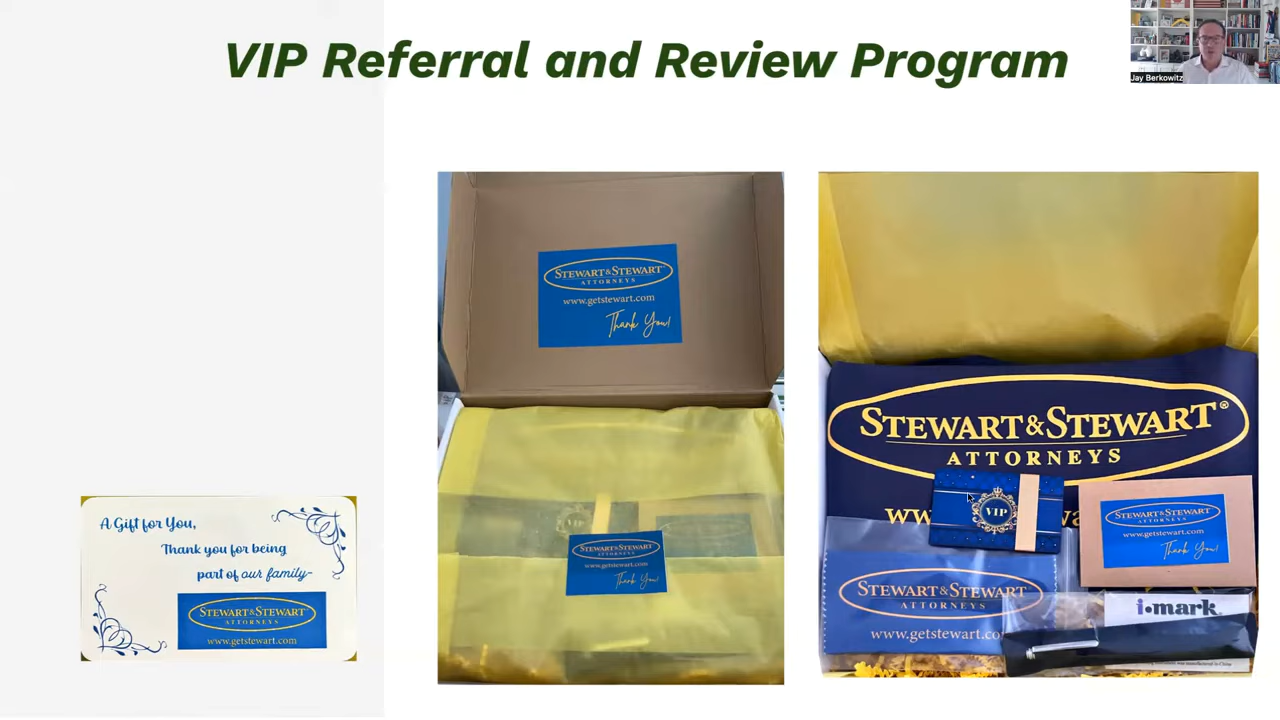 VIP Referral and Review Program
Jay Berkowitz
STEWART & STEWART
ATTORNEYS
www.getstewart.com
Thank You!
VIP
STEWART & STEWART
ATTORNEYS
www.getstewart.com
Thank You!
STEWART & STEWART®
ATTORNEYS
VIP
STEWART & STEWART
ATTORNEYS
www.getstewart.com
Thank You!
STEWART & STEWART
ATTORNEYS
www.getstewart.co
i•mark
A Gift for You,
Thank you for being
part of our family-
STEWART & STEWART
ATTORNEYS
www.getstewart.com